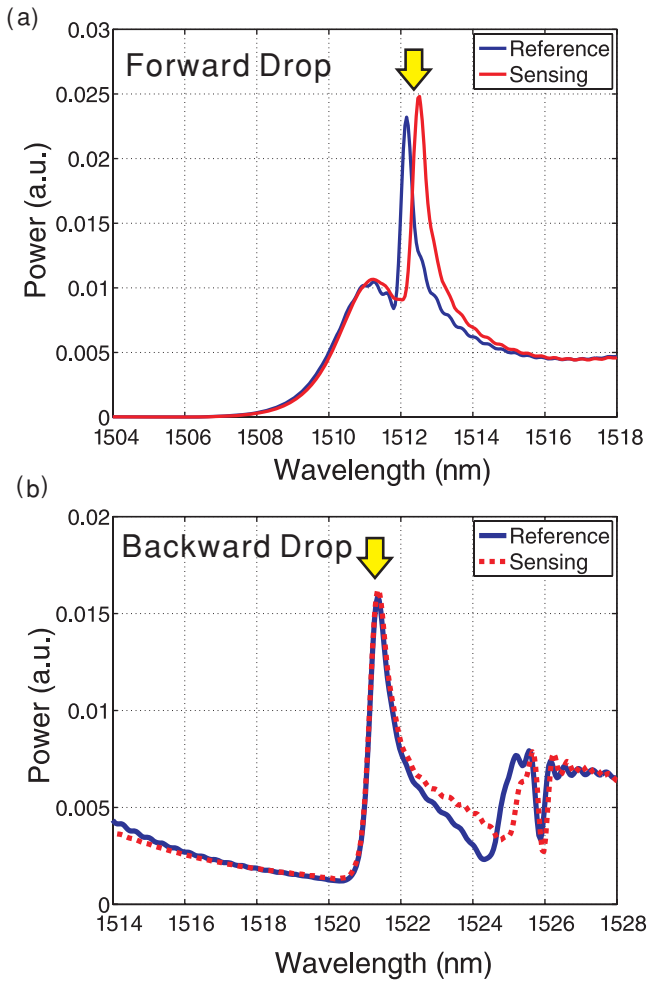 (a)
0.03
0.025
0.02
0.015
0.01
0.005
0
Power (a.u.)
Forward Drop
Reference
Sensing
1504 1506 1508 1510 1512 1514 1516 1518
Wavelength (nm)
(b)
0.02
0.015
0.01
0.005
0
Power (a.u.)
Backward Drop
Reference
Sensing
1514 1516 1518 1520 1522 1524 1526 1528
Wavelength (nm)